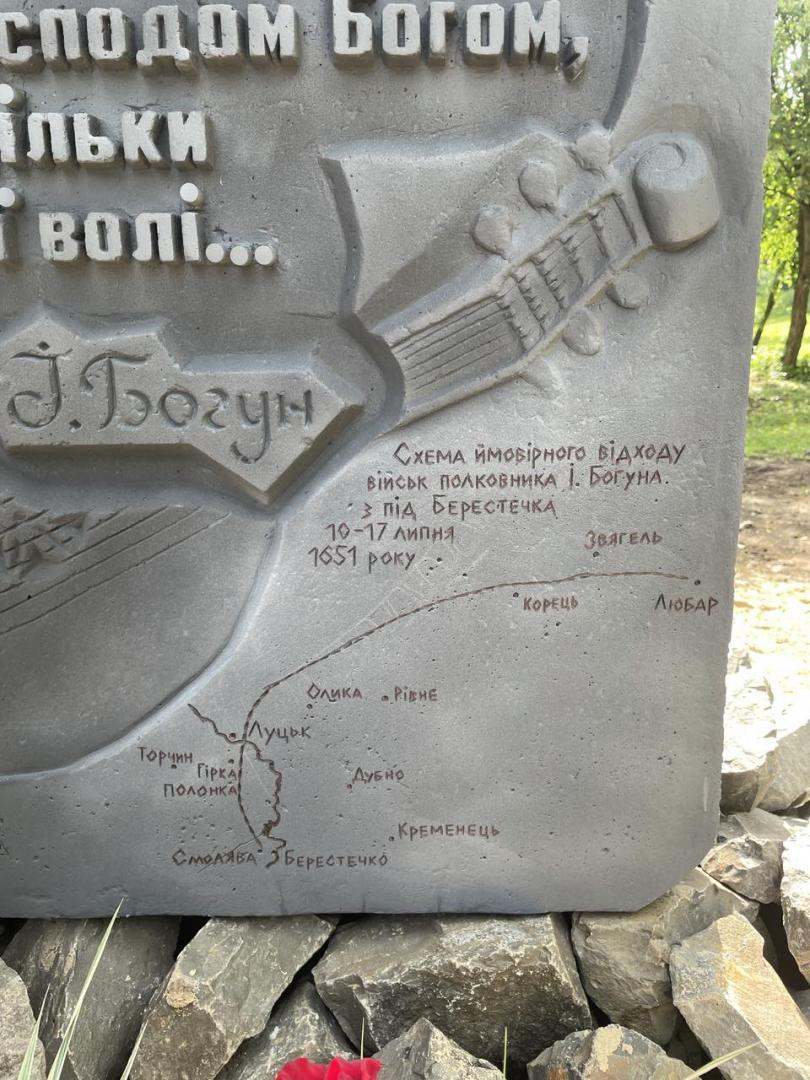 сподом Богом,
ільки
і волі...
І. Богун
Схема ймовірного відходу
військ полковника І. Богуна
з під Берестечка
10-17 липня
1651 року
Звягель
Корець
Любар
Олика
Рівне
Луцьк
Торчин
Гірка
Полонка
Дубно
Кременець
Смолява
Берестечко